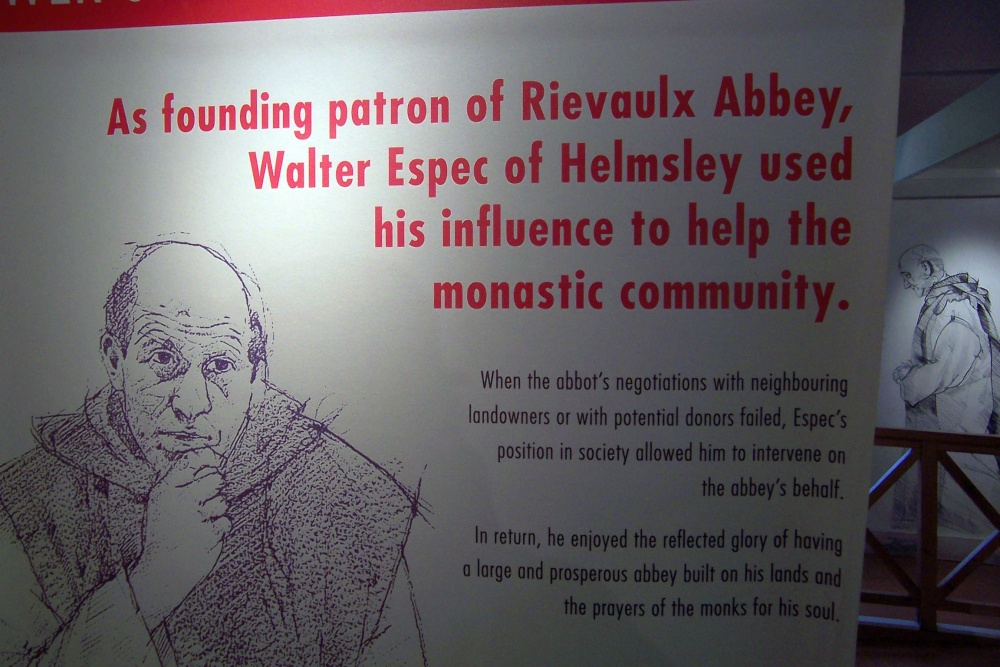 As founding patron of Rievaulx Abbey,
Walter Espec of Helmsley used
his influence to help the
monastic community.
When the abbot's negotiations with neighbouring
landowners or with potential donors failed, Espec's
position in society allowed him to intervene on
the abbey's behalf.
In return, he enjoyed the reflected glory of having
a large and prosperous abbey built on his lands and
the prayers of the monks for his soul.